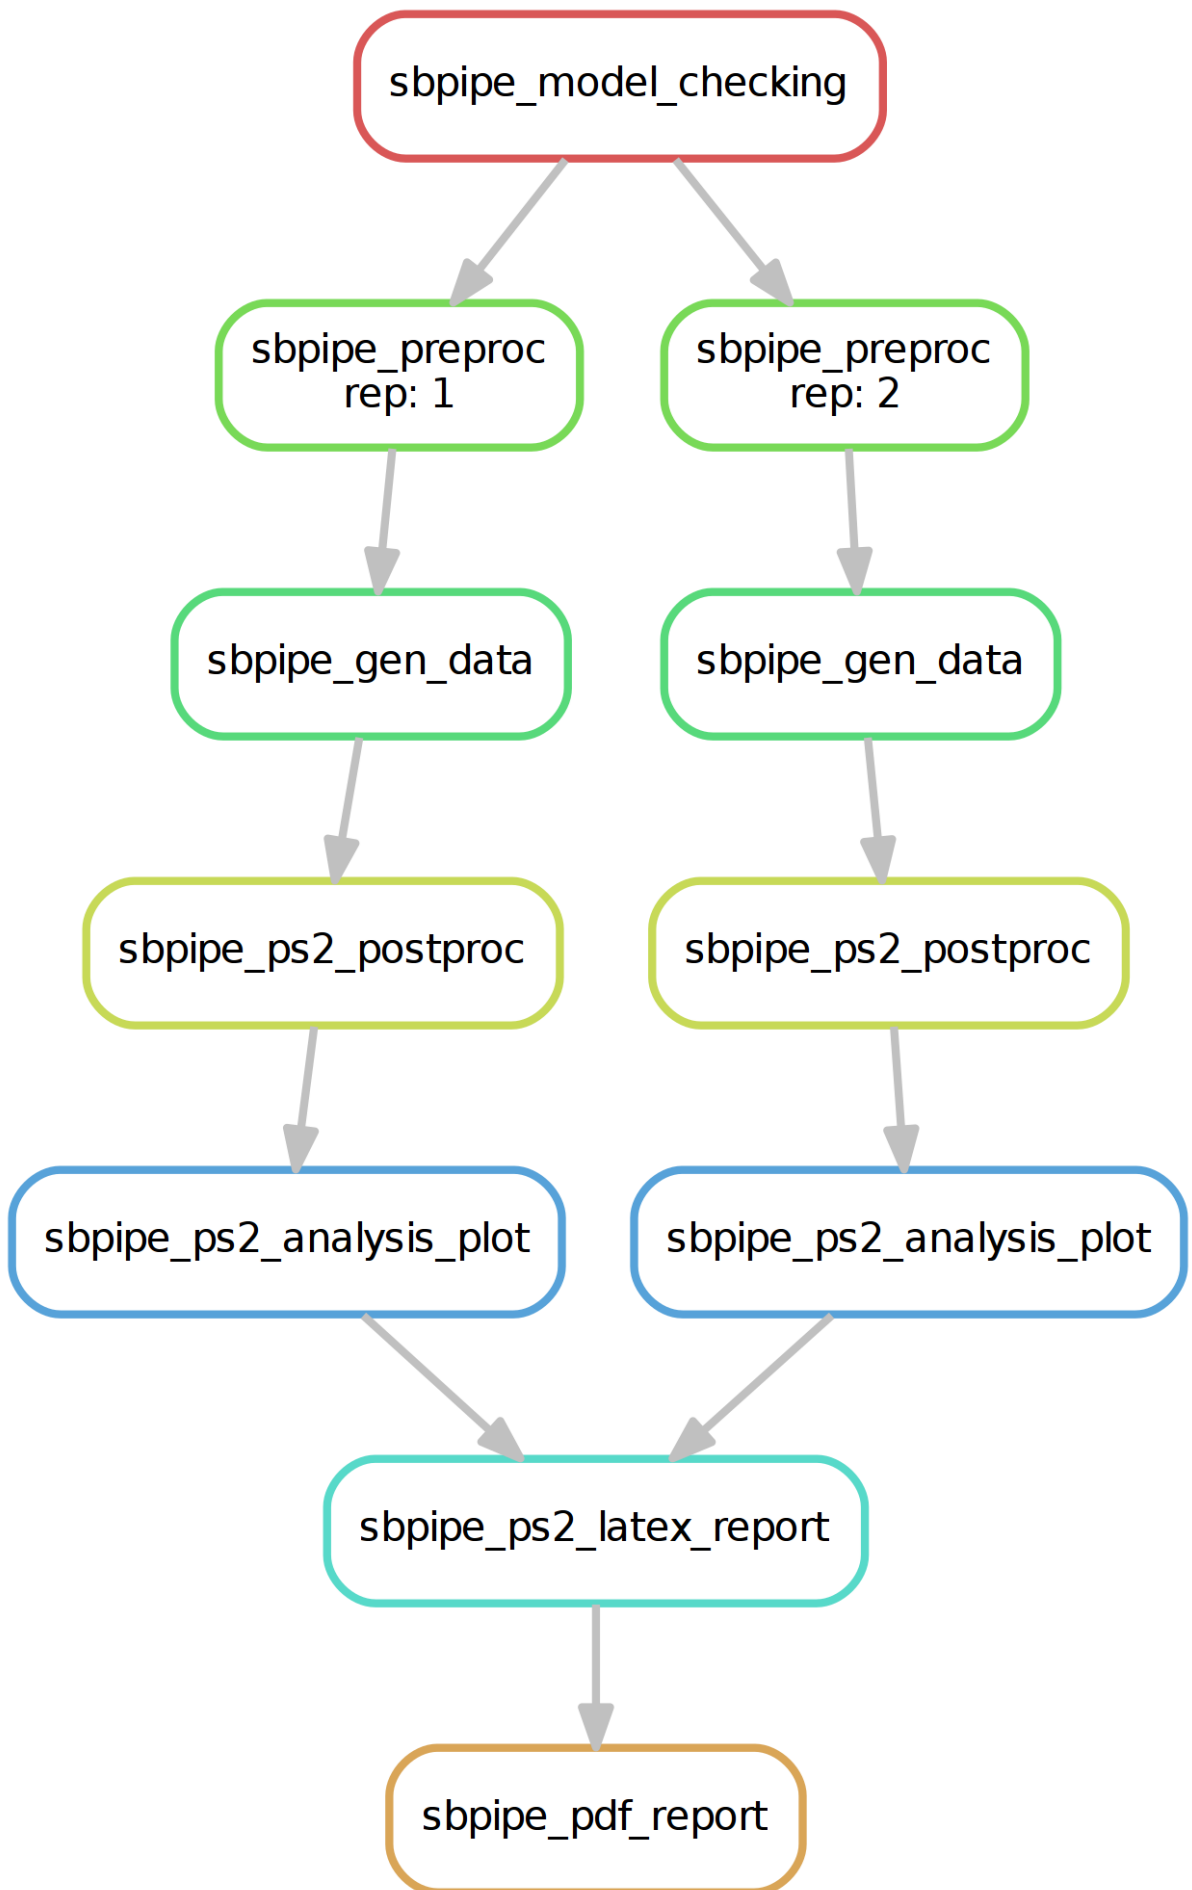 sbpipe_model_checking
sbpipe_preproc
rep: 1
sbpipe_preproc
rep: 2
sbpipe_gen_data
sbpipe_gen_data
sbpipe_ps2_postproc
sbpipe_ps2_postproc
sbpipe_ps2_analysis_plot
sbpipe_ps2_analysis_plot
sbpipe_ps2_latex_report
sbpipe_pdf_report